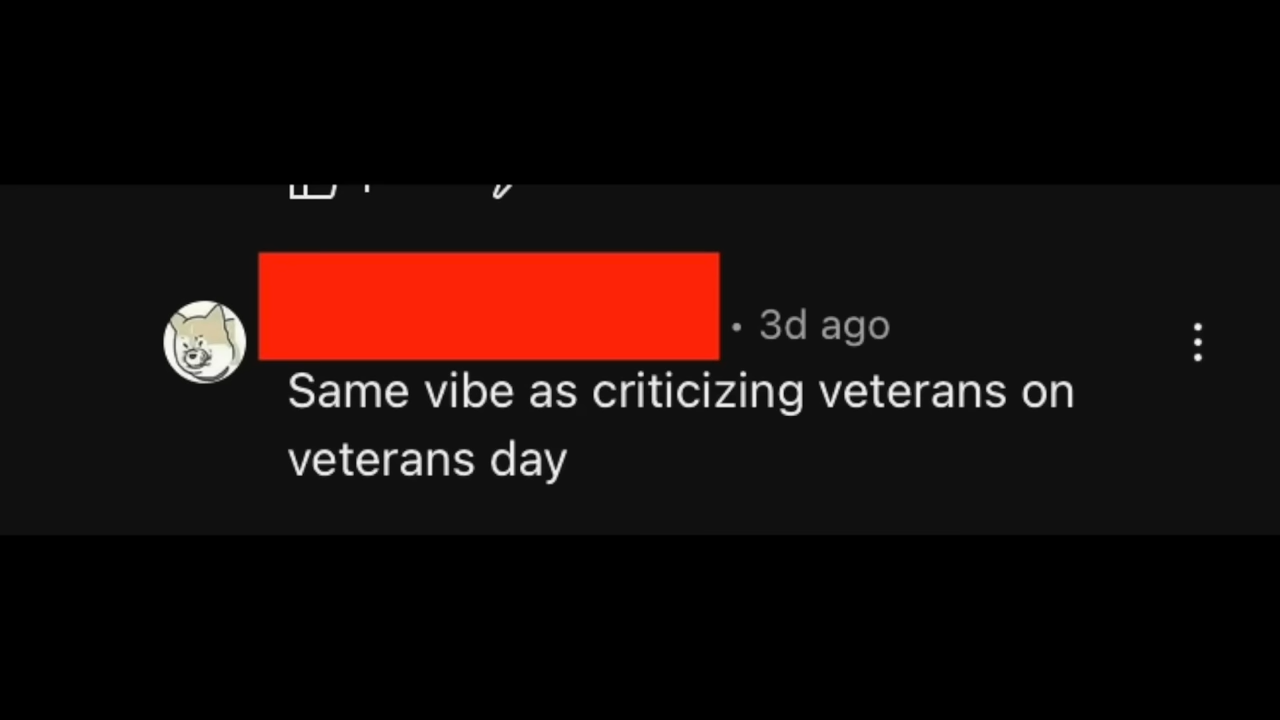 • 3d ago
Same vibe as criticizing veterans on
veterans day